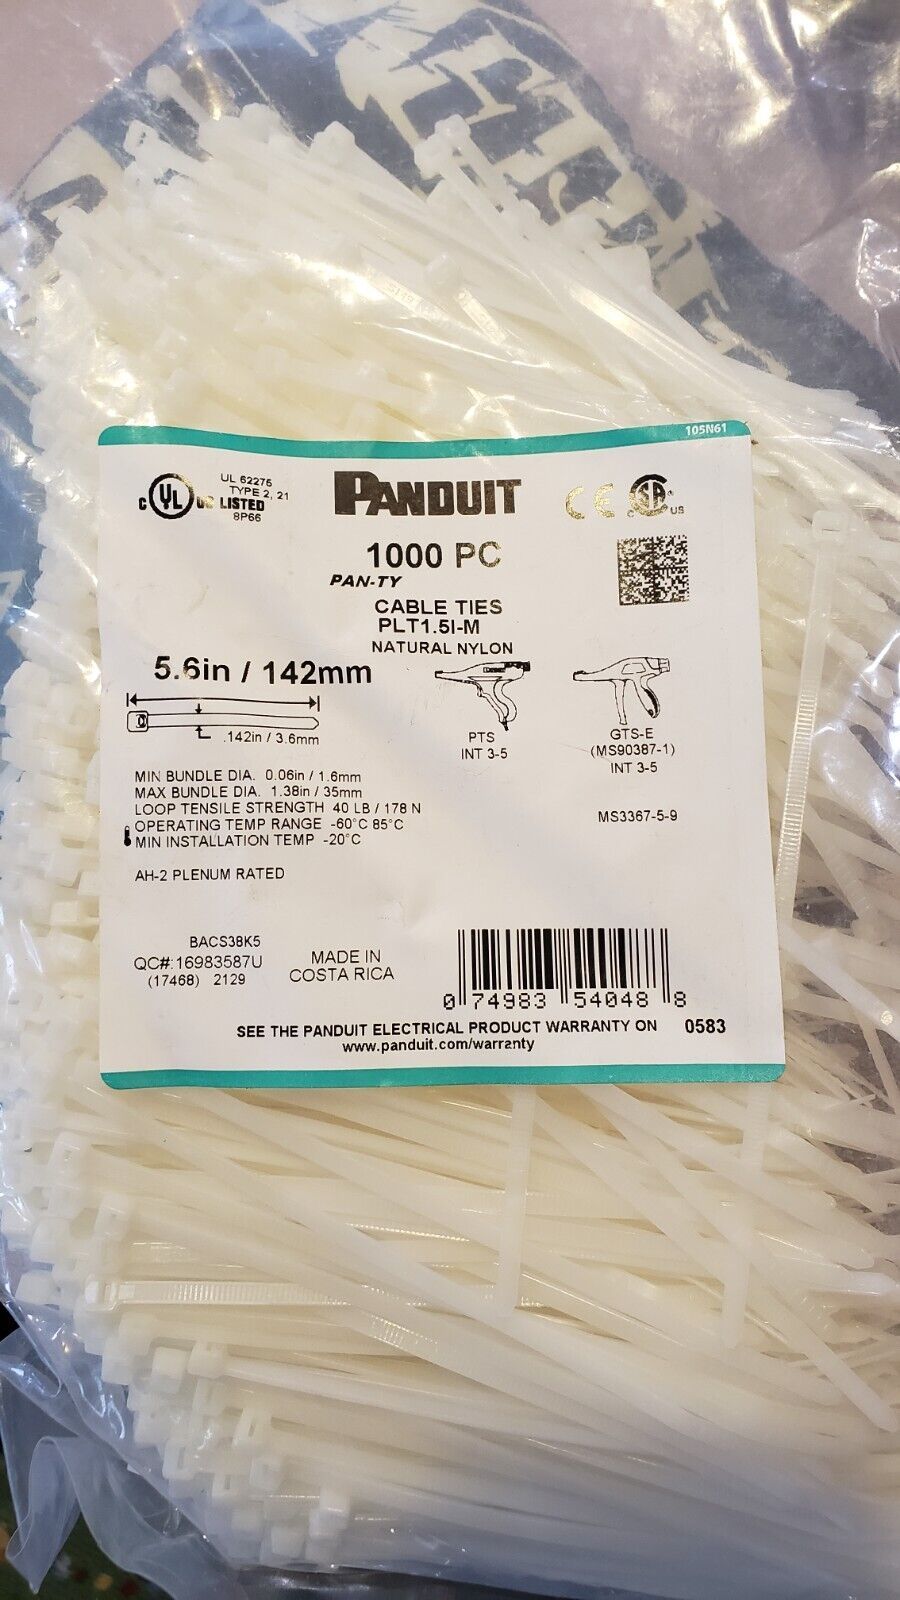 105N61
UL 62275
TYPE 2, 21
C UL US LISTED
8P66
PANDUIT
CE
C US
1000 PC
PAN-TY
CABLE TIES
PLT1.5I-M
NATURAL NYLON
5.6in / 142mm
.142in / 3.6mm
PTS
INT 3-5
GTS-E
(MS90387-1)
INT 3-5
MIN BUNDLE DIA. 0.06in / 1.6mm
MAX BUNDLE DIA. 1.38in / 35mm
LOOP TENSILE STRENGTH 40 LB / 178 N
OPERATING TEMP RANGE -60°C 85°C
MIN INSTALLATION TEMP -20°C
MS3367-5-9
AH-2 PLENUM RATED
BACS38K5
QC#:16983587U
(17468) 2129
MADE IN
COSTA RICA
0 74983 54048 8
SEE THE PANDUIT ELECTRICAL PRODUCT WARRANTY ON 0583
www.panduit.com/warranty